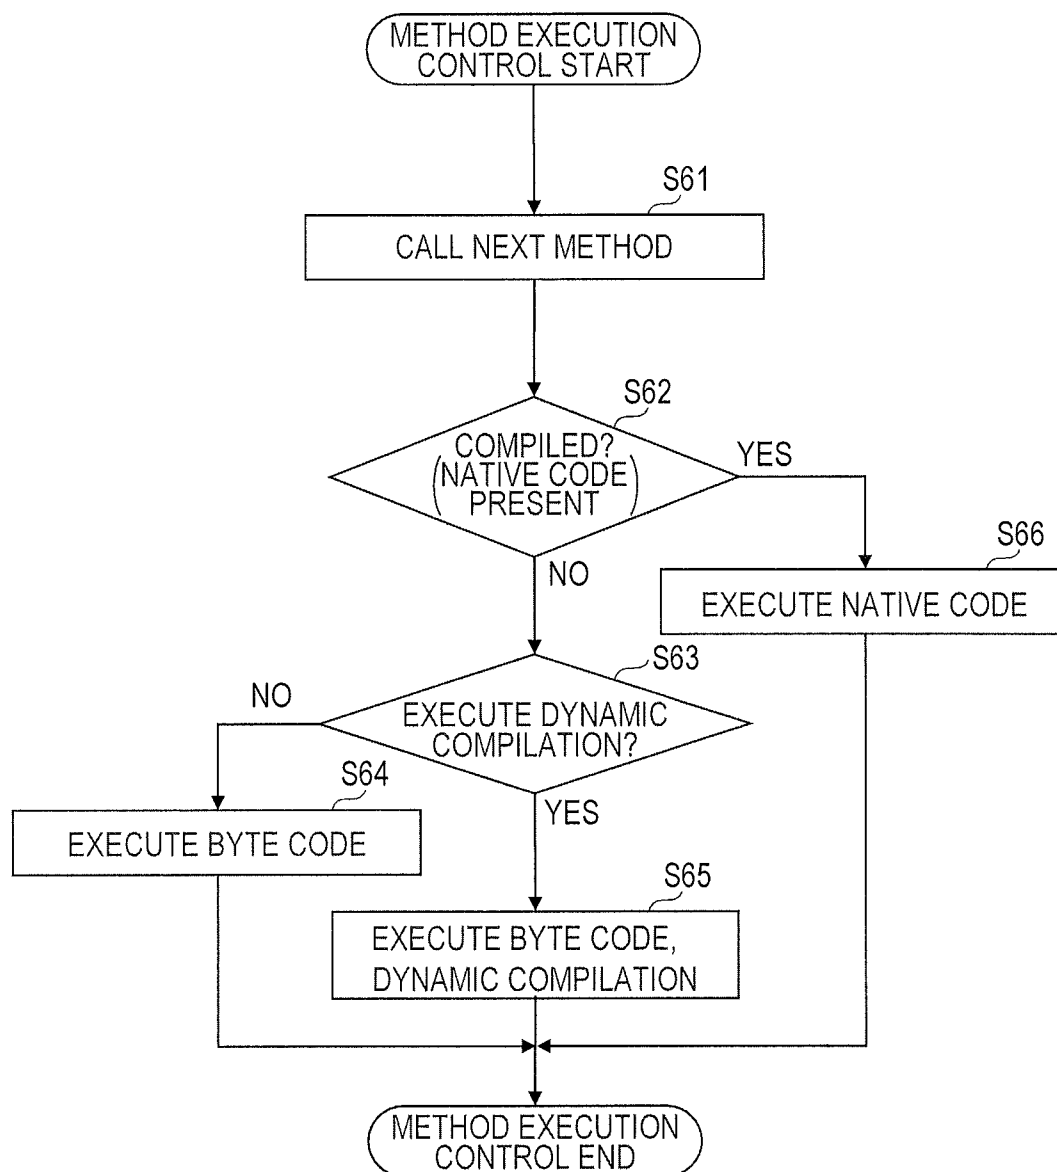 METHOD EXECUTION
CONTROL START
S61
CALL NEXT METHOD
S62
COMPILED?
(NATIVE CODE
PRESENT)
YES
NO
S66
EXECUTE NATIVE CODE
S63
EXECUTE DYNAMIC
COMPILATION?
NO
YES
S64
EXECUTE BYTE CODE
S65
EXECUTE BYTE CODE,
DYNAMIC COMPILATION
METHOD EXECUTION
CONTROL END